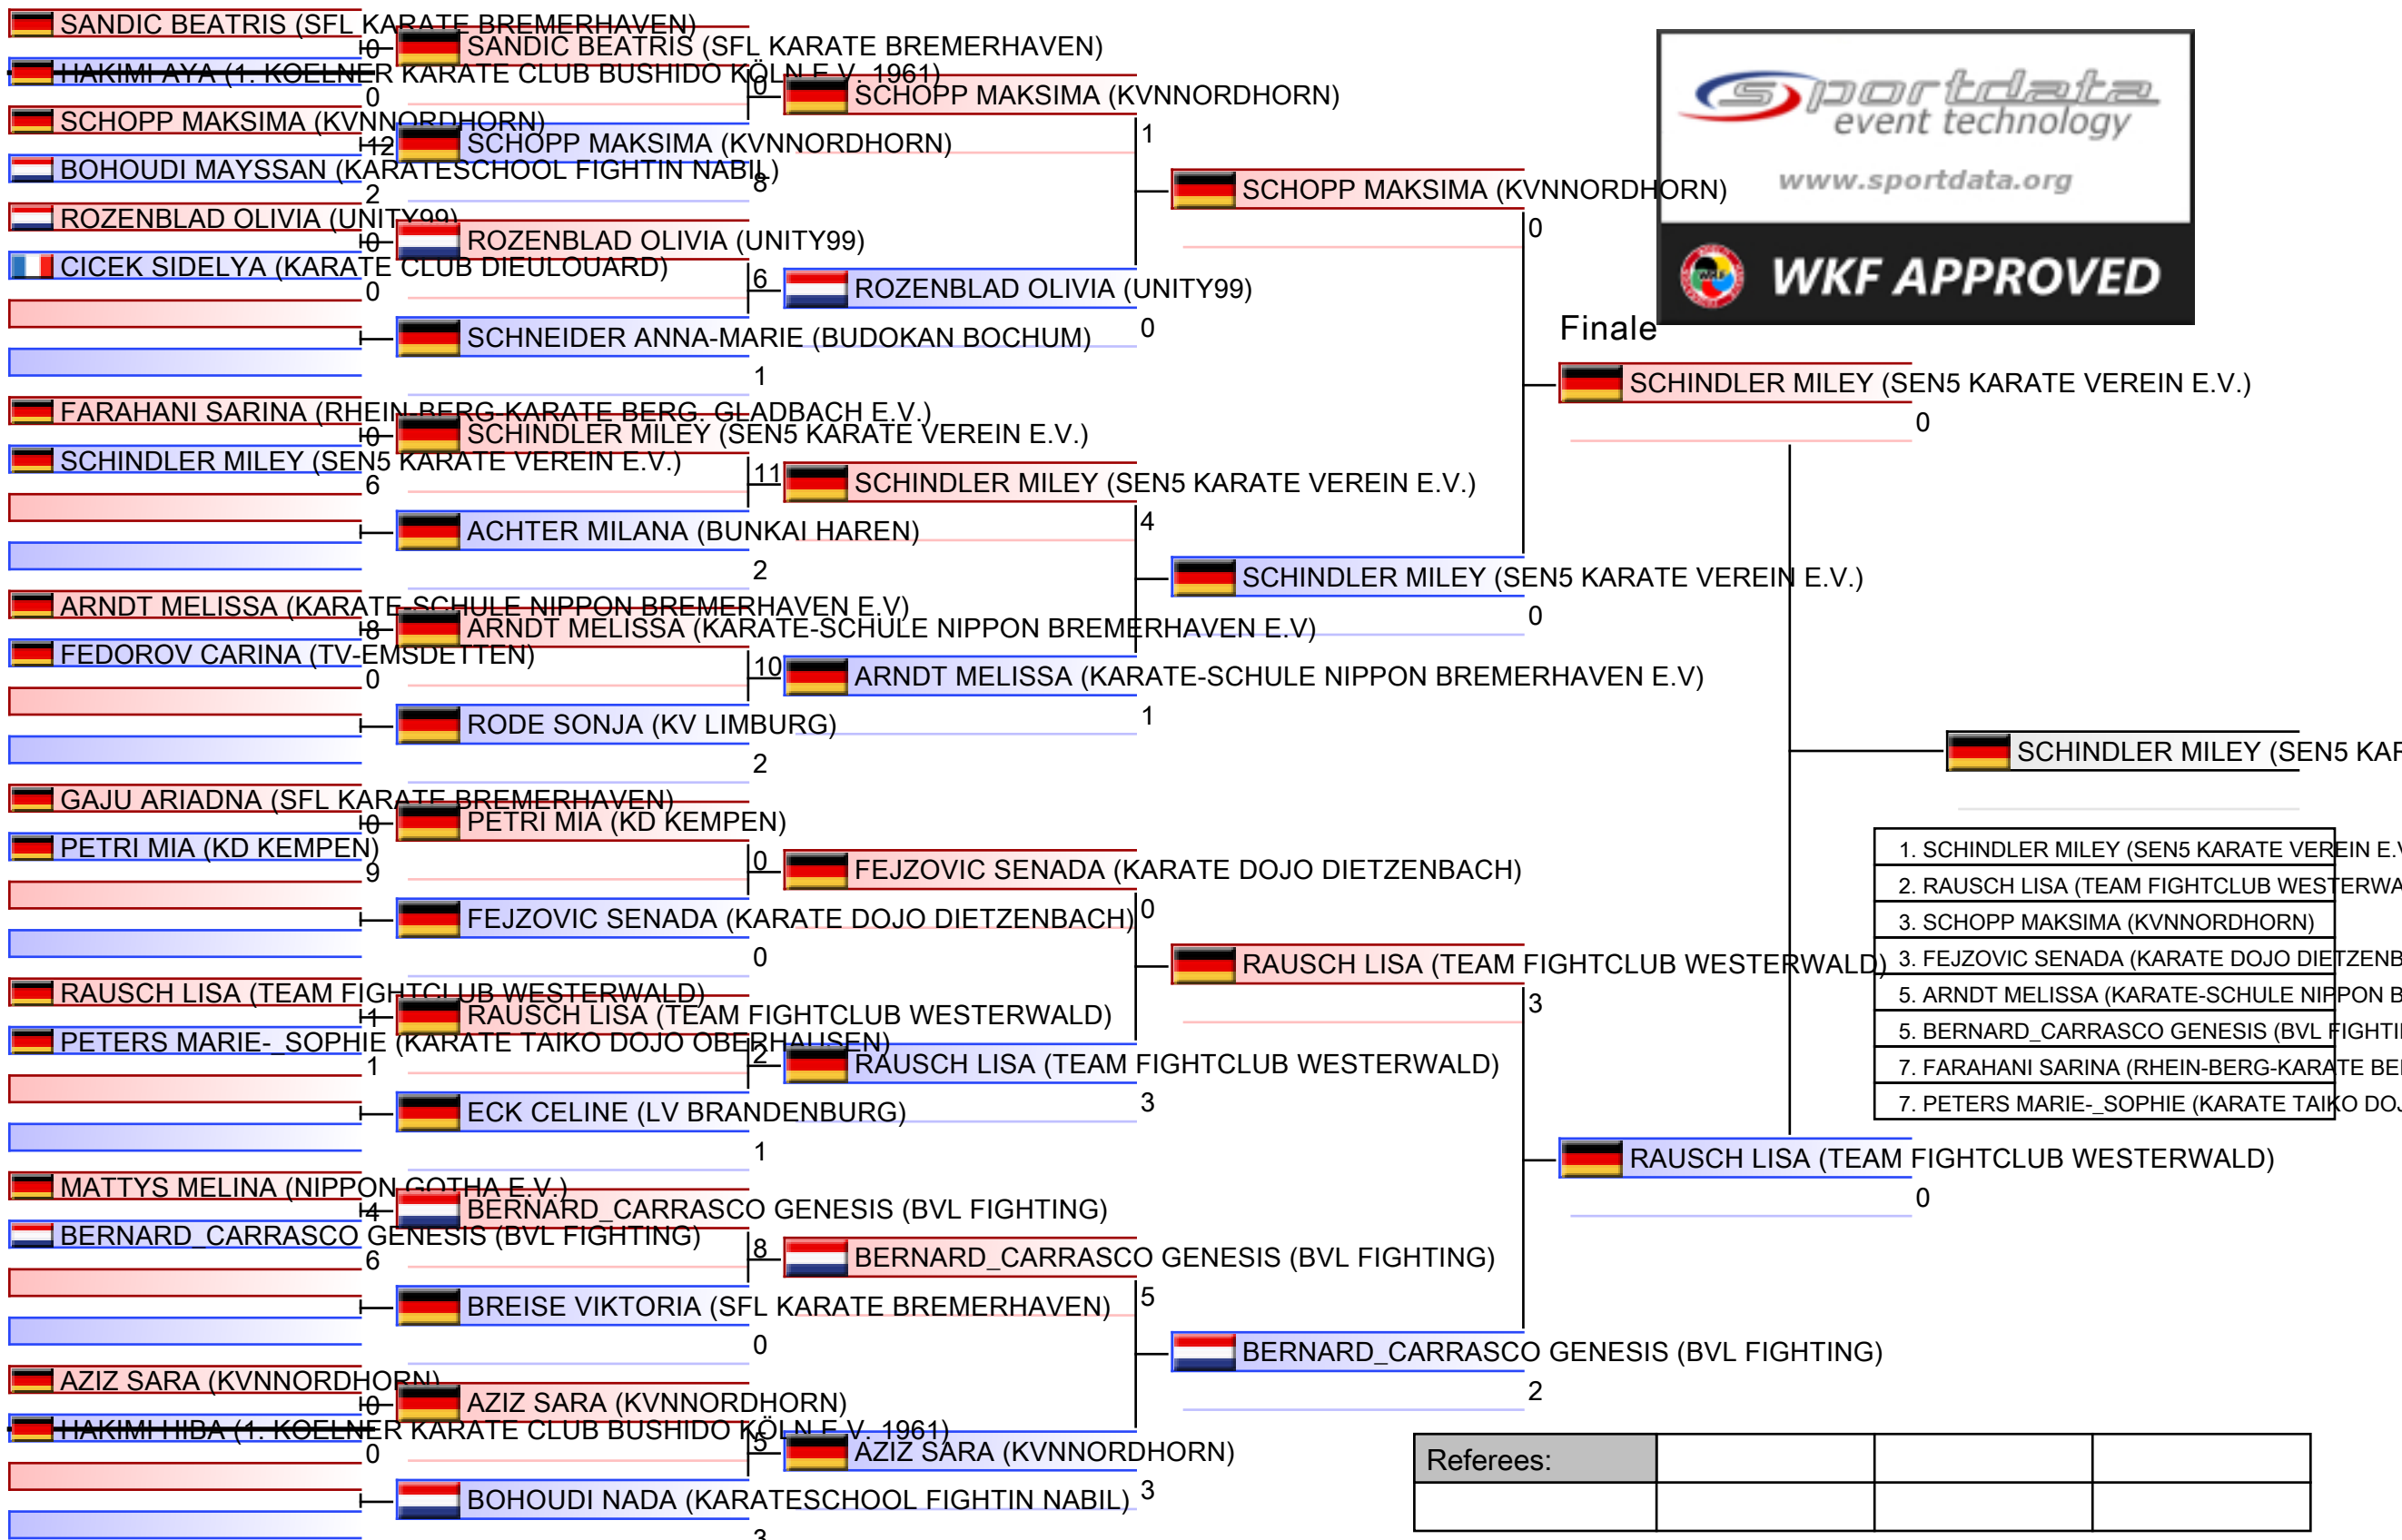 SANDIC BEATRIS (SFL KARATE BREMERHAVEN)
0
HAKIMI AYA (1. KOELNER KARATE CLUB BUSHIDO KÖLN E.V. 1961)
0
SCHOPP MAKSIMA (KVNNORDHORN)
12
BOHOUDI MAYSSAN (KARATESCHOOL FIGHTIN NABIL)
2
ROZENBLAD OLIVIA (UNITY99)
0
CICEK SIDELYA (KARATE CLUB DIEULOUARD)
0
FARAHANI SARINA (RHEIN-BERG-KARATE BERG. GLADBACH E.V.)
0
SCHINDLER MILEY (SEN5 KARATE VEREIN E.V.)
6
ARNDT MELISSA (KARATE-SCHULE NIPPON BREMERHAVEN E.V)
8
FEDOROV CARINA (TV-EMSDETTEN)
0
GAJU ARIADNA (SFL KARATE BREMERHAVEN)
0
PETRI MIA (KD KEMPEN)
9
RAUSCH LISA (TEAM FIGHTCLUB WESTERWALD)
1
PETERS MARIE-_SOPHIE (KARATE TAIKO DOJO OBERHAUSEN)
1
MATTYS MELINA (NIPPON GOTHA E.V.)
4
BERNARD_CARRASCO GENESIS (BVL FIGHTING)
6
AZIZ SARA (KVNNORDHORN)
0
HAKIMI HIBA (1. KOELNER KARATE CLUB BUSHIDO KÖLN E.V. 1961)
0
SANDIC BEATRIS (SFL KARATE BREMERHAVEN)
0
SCHOPP MAKSIMA (KVNNORDHORN)
8
ROZENBLAD OLIVIA (UNITY99)
6
SCHNEIDER ANNA-MARIE (BUDOKAN BOCHUM)
1
SCHINDLER MILEY (SEN5 KARATE VEREIN E.V.)
11
ACHTER MILANA (BUNKAI HAREN)
2
ARNDT MELISSA (KARATE-SCHULE NIPPON BREMERHAVEN E.V)
10
RODE SONJA (KV LIMBURG)
2
PETRI MIA (KD KEMPEN)
0
FEJZOVIC SENADA (KARATE DOJO DIETZENBACH)
0
RAUSCH LISA (TEAM FIGHTCLUB WESTERWALD)
2
ECK CELINE (LV BRANDENBURG)
1
BERNARD_CARRASCO GENESIS (BVL FIGHTING)
8
BREISE VIKTORIA (SFL KARATE BREMERHAVEN)
0
AZIZ SARA (KVNNORDHORN)
5
BOHOUDI NADA (KARATESCHOOL FIGHTIN NABIL)
3
SCHOPP MAKSIMA (KVNNORDHORN)
1
ROZENBLAD OLIVIA (UNITY99)
0
SCHINDLER MILEY (SEN5 KARATE VEREIN E.V.)
4
ARNDT MELISSA (KARATE-SCHULE NIPPON BREMERHAVEN E.V)
1
FEJZOVIC SENADA (KARATE DOJO DIETZENBACH)
0
RAUSCH LISA (TEAM FIGHTCLUB WESTERWALD)
3
BERNARD_CARRASCO GENESIS (BVL FIGHTING)
5
AZIZ SARA (KVNNORDHORN)
3
SCHOPP MAKSIMA (KVNNORDHORN)
0
SCHINDLER MILEY (SEN5 KARATE VEREIN E.V.)
0
RAUSCH LISA (TEAM FIGHTCLUB WESTERWALD)
3
BERNARD_CARRASCO GENESIS (BVL FIGHTING)
2
sportdata
event technology
www.sportdata.org
WKF
WKF APPROVED
Finale
SCHINDLER MILEY (SEN5 KARATE VEREIN E.V.)
0
RAUSCH LISA (TEAM FIGHTCLUB WESTERWALD)
0
SCHINDLER MILEY (SEN5 KAR
1. SCHINDLER MILEY (SEN5 KARATE VEREIN E.V
2. RAUSCH LISA (TEAM FIGHTCLUB WESTERWA
3. SCHOPP MAKSIMA (KVNNORDHORN)
3. FEJZOVIC SENADA (KARATE DOJO DIETZENB
5. ARNDT MELISSA (KARATE-SCHULE NIPPON B
5. BERNARD_CARRASCO GENESIS (BVL FIGHTI
7. FARAHANI SARINA (RHEIN-BERG-KARATE BE
7. PETERS MARIE-_SOPHIE (KARATE TAIKO DOJ
Referees: